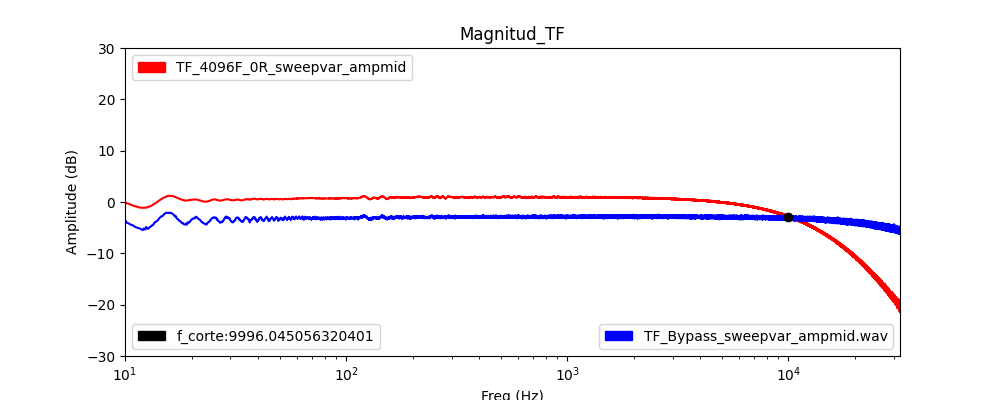 Magnitud_TF
30
TF_4096F_0R_sweepvar_ampmid
20
10
0
−10
−20
−30
Amplitude (dB)
f_corte:9996.045056320401
TF_Bypass_sweepvar_ampmid.wav
10¹
10²
10³
10⁴
Freq (Hz)